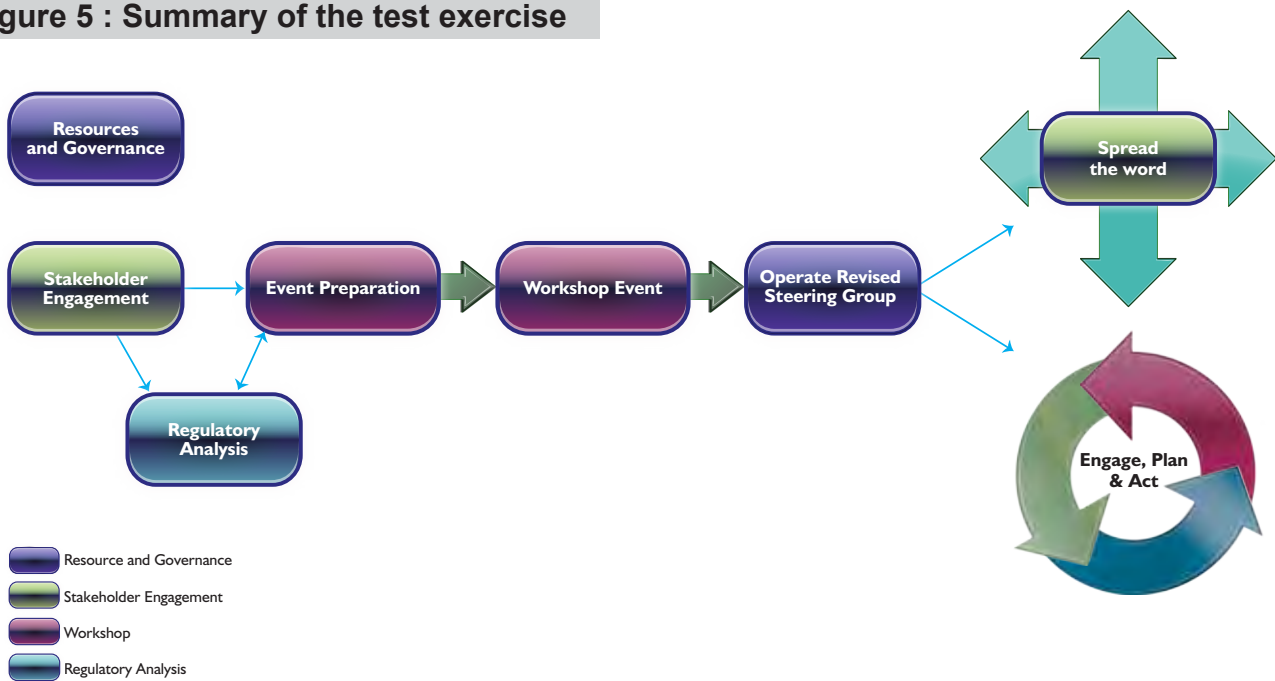 gure 5 : Summary of the test exercise
Resources
and Governance
Spread
the word
Stakeholder
Engagement
Event Preparation
Workshop Event
Operate Revised
Steering Group
Regulatory
Analysis
Engage, Plan
& Act
Resource and Governance
Stakeholder Engagement
Workshop
Regulatory Analysis